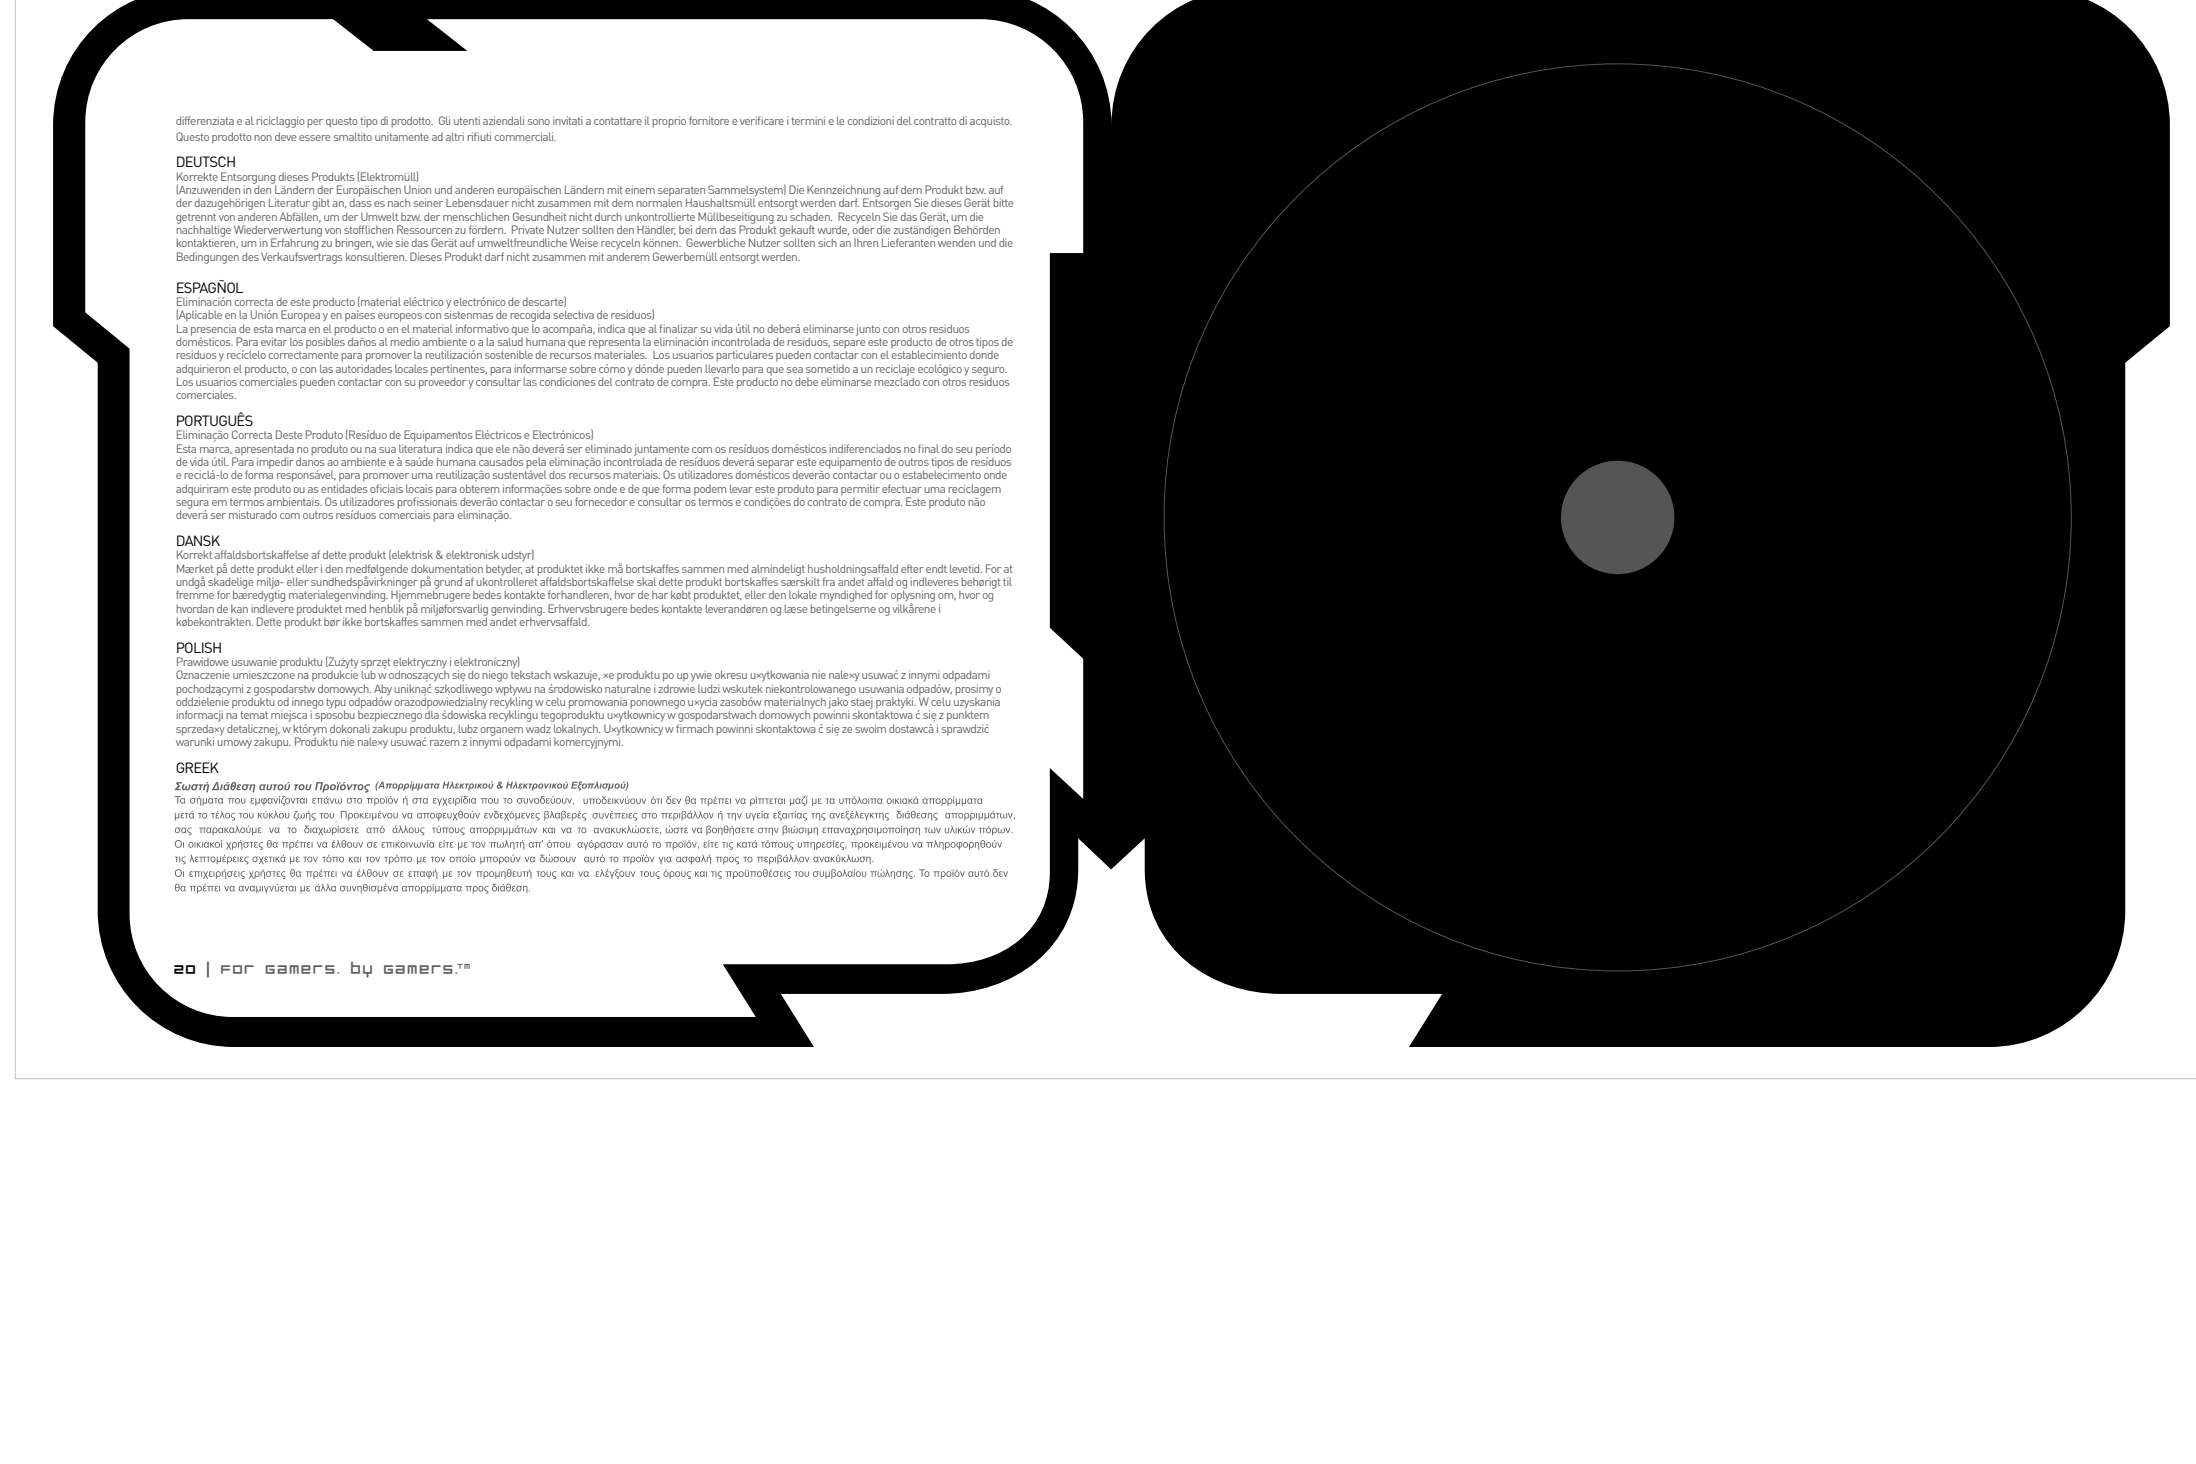 differenziata e al riciclaggio per questo tipo di prodotto.  Gli utenti aziendali sono invitati a contattare il proprio fornitore e verificare i termini e le condizioni del contratto di acquisto.
Questo prodotto non deve essere smaltito unitamente ad altri rifiuti commerciali.
DEUTSCH
Korrekte Entsorgung dieses Produkts (Elektromüll)
(Anzuwenden in den Ländern der Europäischen Union und anderen europäischen Ländern mit einem separaten Sammelsystem) Die Kennzeichnung auf dem Produkt bzw. auf
der dazugehörigen Literatur gibt an, dass es nach seiner Lebensdauer nicht zusammen mit dem normalen Haushaltsmüll entsorgt werden darf. Entsorgen Sie dieses Gerät bitte
getrennt von anderen Abfällen, um der Umwelt bzw. der menschlichen Gesundheit nicht durch unkontrollierte Müllbeseitigung zu schaden.  Recyceln Sie das Gerät, um die
nachhaltige Wiederverwertung von stofflichen Ressourcen zu fördern.  Private Nutzer sollten den Händler, bei dem das Produkt gekauft wurde, oder die zuständigen Behörden
kontaktieren, um in Erfahrung zu bringen, wie sie das Gerät auf umweltfreundliche Weise recyceln können.  Gewerbliche Nutzer sollten sich an Ihren Lieferanten wenden und die
Bedingungen des Verkaufsvertrags konsultieren. Dieses Produkt darf nicht zusammen mit anderem Gewerbemüll entsorgt werden.
ESPAGÑOL
Eliminación correcta de este producto (material eléctrico y electrónico de descarte)
(Aplicable en la Unión Europea y en países europeos con sistenmas de recogida selectiva de residuos)
La presencia de esta marca en el producto o en el material informativo que lo acompaña, indica que al finalizar su vida útil no deberá eliminarse junto con otros residuos
domésticos. Para evitar los posibles daños al medio ambiente o a la salud humana que representa la eliminación incontrolada de residuos, separe este producto de otros tipos de
residuos y recíclelo correctamente para promover la reutilización sostenible de recursos materiales.  Los usuarios particulares pueden contactar con el establecimiento donde
adquirieron el producto, o con las autoridades locales pertinentes, para informarse sobre cómo y dónde pueden llevarlo para que sea sometido a un reciclaje ecológico y seguro.
Los usuarios comerciales pueden contactar con su proveedor y consultar las condiciones del contrato de compra. Este producto no debe eliminarse mezclado con otros residuos
comerciales.
PORTUGUÊS
Eliminação Correcta Deste Produto (Resíduo de Equipamentos Eléctricos e Electrónicos)
Esta marca, apresentada no produto ou na sua literatura indica que ele não deverá ser eliminado juntamente com os resíduos domésticos indiferenciados no final do seu período
de vida útil. Para impedir danos ao ambiente e à saúde humana causados pela eliminação incontrolada de resíduos deverá separar este equipamento de outros tipos de resíduos
e reciclá-lo de forma responsável, para promover uma reutilização sustentável dos recursos materiais. Os utilizadores domésticos deverão contactar ou o estabelecimento onde
adquiriram este produto ou as entidades oficiais locais para obterem informações sobre onde e de que forma podem levar este produto para permitir efectuar uma reciclagem
segura em termos ambientais. Os utilizadores profissionais deverão contactar o seu fornecedor e consultar os termos e condições do contrato de compra. Este produto não
deverá ser misturado com outros resíduos comerciais para eliminação.
DANSK
Korrekt affaldsbortskaffelse af dette produkt (elektrisk & elektronisk udstyr)
Mærket på dette produkt eller i den medfølgende dokumentation betyder, at produktet ikke må bortskaffes sammen med almindeligt husholdningsaffald efter endt levetid. For at
undgå skadelige miljø- eller sundhedspåvirkninger på grund af ukontrolleret affaldsbortskaffelse skal dette produkt bortskaffes særskilt fra andet affald og indleveres behørigt til
fremme for bæredygtig materialegenvinding. Hjemmebrugere bedes kontakte forhandleren, hvor de har købt produktet, eller den lokale myndighed for oplysning om, hvor og
hvordan de kan indlevere produktet med henblik på miljøforsvarlig genvinding. Erhvervsbrugere bedes kontakte leverandøren og læse betingelserne og vilkårene i
købekontrakten. Dette produkt bør ikke bortskaffes sammen med andet erhvervsaffald.
POLISH
Prawidowe usuwanie produktu (Zużyty sprzęt elektryczny i elektroniczny)
Oznaczenie umieszczone na produkcie lub w odnoszących się do niego tekstach wskazuje, ×e produktu po up ywie okresu u×ytkowania nie nale×y usuwać z innymi odpadami
pochodzącymi z gospodarstw domowych. Aby uniknąć szkodliwego wpływu na środowisko naturalne i zdrowie ludzi wskutek niekontrolowanego usuwania odpadów, prosimy o
oddzielenie produktu od innego typu odpadów orazodpowiedzialny recykling w celu promowania ponownego u×ycia zasobów materialnych jako staej praktyki. W celu uzyskania
informacji na temat miejsca i sposobu bezpiecznego dla śdowiska recyklingu tegoproduktu u×ytkownicy w gospodarstwach domowych powinni skontaktowa ć się z punktem
sprzeda×y detalicznej, w którym dokonali zakupu produktu, lubz organem wadz lokalnych. U×ytkownicy w firmach powinni skontaktowa ć się ze swoim dostawcà i sprawdzić
warunki umowy zakupu. Produktu nie nale×y usuwać razem z innymi odpadami komercyjnymi.
GREEK
Σωστή Διάθεση αυτού του Προϊόντος (Απορρίμματα Ηλεκτρικού & Ηλεκτρονικού Εξοπλισμού)
Τα σήματα που εμφανίζονται επάνω στο προϊόν ή στα εγχειρίδια που το συνοδεύουν,  υποδεικνύουν ότι δεν θα πρέπει να ρίπτεται μαζί με τα υπόλοιπα οικιακά απορρίμματα
μετά το τέλος του κύκλου ζωής του. Προκειμένου να αποφευχθούν ενδεχόμενες βλαβερές  συνέπειες στο περιβάλλον ή την υγεία εξαιτίας της ανεξέλεγκτης  διάθεσης  απορριμμάτων,
σας παρακαλούμε να το διαχωρίσετε από άλλους τύπους απορριμμάτων και να το ανακυκλώσετε, ώστε να βοηθήσετε στην βιώσιμη επαναχρησιμοποίηση των υλικών πόρων.
Οι οικιακοί χρήστες θα πρέπει να έλθουν σε επικοινωνία είτε με τον πωλητή απ' όπου  αγόρασαν αυτό το προϊόν, είτε τις κατά τόπους υπηρεσίες, προκειμένου να πληροφορηθούν
τις λεπτομέρειες σχετικά με τον τόπο και τον τρόπο με τον οποίο μπορούν να δώσουν  αυτό το προϊόν για ασφαλή προς το περιβάλλον ανακύκλωση.
Οι επιχειρήσεις-χρήστες θα πρέπει να έλθουν σε επαφή με τον προμηθευτή τους και να  ελέγξουν τους όρους και τις προϋποθέσεις του συμβολαίου πώλησης. Το προϊόν αυτό δεν
θα πρέπει να αναμιγνύεται με άλλα συνηθισμένα απορρίμματα προς διάθεση.
20 | For Gamers. by Gamers.™